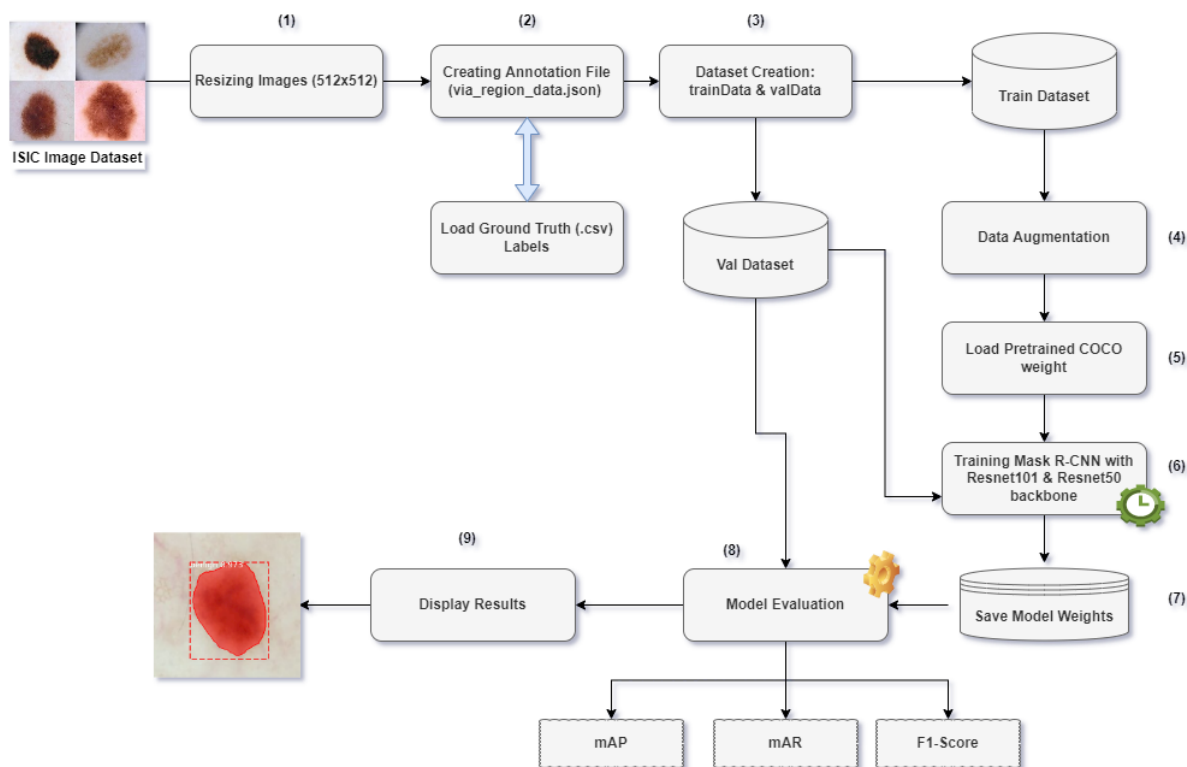 (1)
(2)
(3)
Resizing Images (512x512)
Creating Annotation File
(via_region_data.json)
Dataset Creation:
trainData & valData
Train Dataset
ISIC Image Dataset
Load Ground Truth (.csv)
Labels
Val Dataset
Data Augmentation
(4)
Load Pretrained COCO
weight
(5)
Training Mask R-CNN with
Resnet101 & Resnet50
backbone
(6)
(9)
(8)
Display Results
Model Evaluation
Save Model Weights
(7)
mAP
mAR
F1-Score